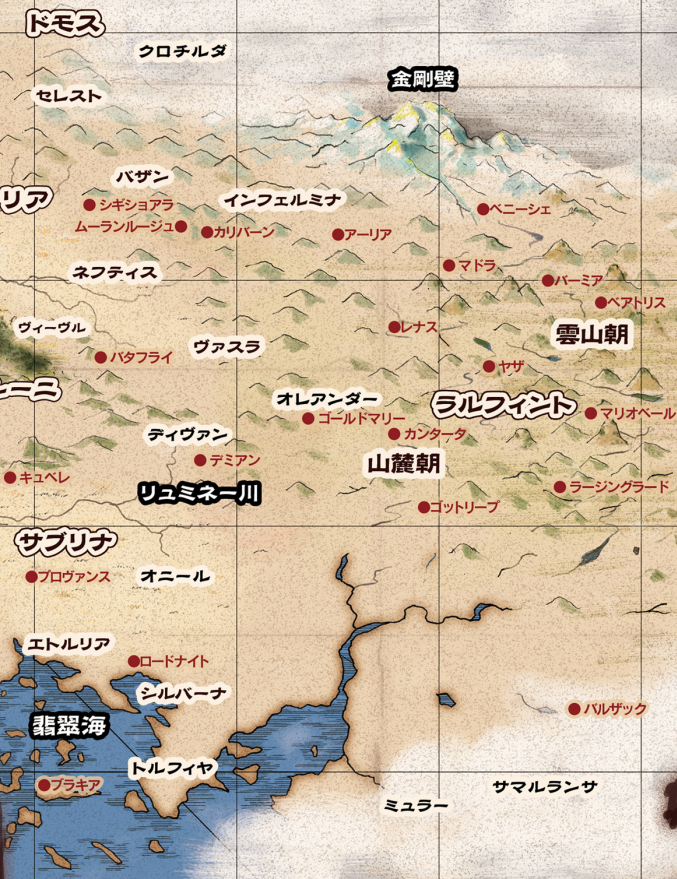 ドモス
クロチルダ
金剛壁
セレスト
バザン
リア
シギショアラ
インフェルミナ
ベニーシェ
ムーランルージュ
カリバーン
アーリア
マドラ
ネフティス
バーミア
ベアトリス
ヴィーヴル
レナス
雲山朝
ヴァスラ
バタフライ
ヤザ
ーニ
オレアンダー
ラルフィント
ゴールドマリー
マリオベール
ディヴァン
カンタータ
デミアン
山麓朝
キュベレ
リュミネー川
ラージングラード
ゴットリープ
サブリナ
プロヴァンス
オニール
エトルリア
ロードナイト
シルバーナ
バルザック
翡翠海
トルフィヤ
ブラキア
サマルランサ
ミュラー